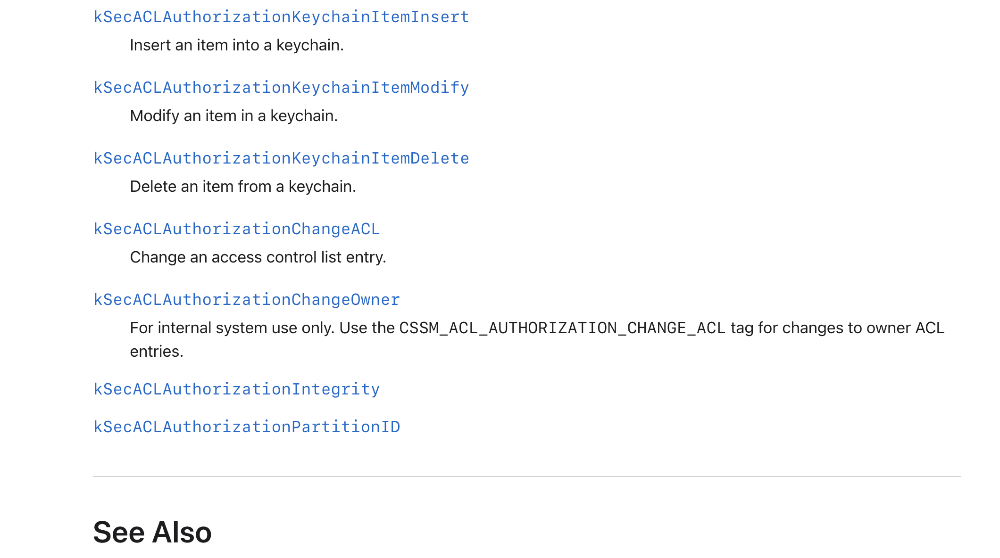 kSecACLAuthorizationKeychainItemInsert
Insert an item into a keychain.
kSecACLAuthorizationKeychainItemModify
Modify an item in a keychain.
kSecACLAuthorizationKeychainItemDelete
Delete an item from a keychain.
kSecACLAuthorizationChangeACL
Change an access control list entry.
kSecACLAuthorizationChangeOwner
For internal system use only. Use the CSSM_ACL_AUTHORIZATION_CHANGE_ACL tag for changes to owner ACL
entries.
kSecACLAuthorizationIntegrity
kSecACLAuthorizationPartitionID
See Also